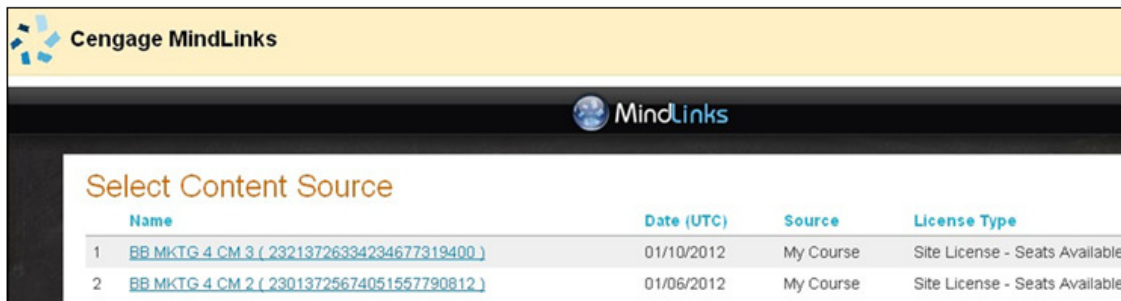 Cengage MindLinks
MindLinks
Select Content Source
Name Date (UTC) Source License Type
1 BB MKTG 4 CM 3 ( 23213726334234677319400 ) 01/10/2012 My Course Site License - Seats Available
2 BB MKTG 4 CM 2 ( 23013725674051557790812 ) 01/06/2012 My Course Site License - Seats Available